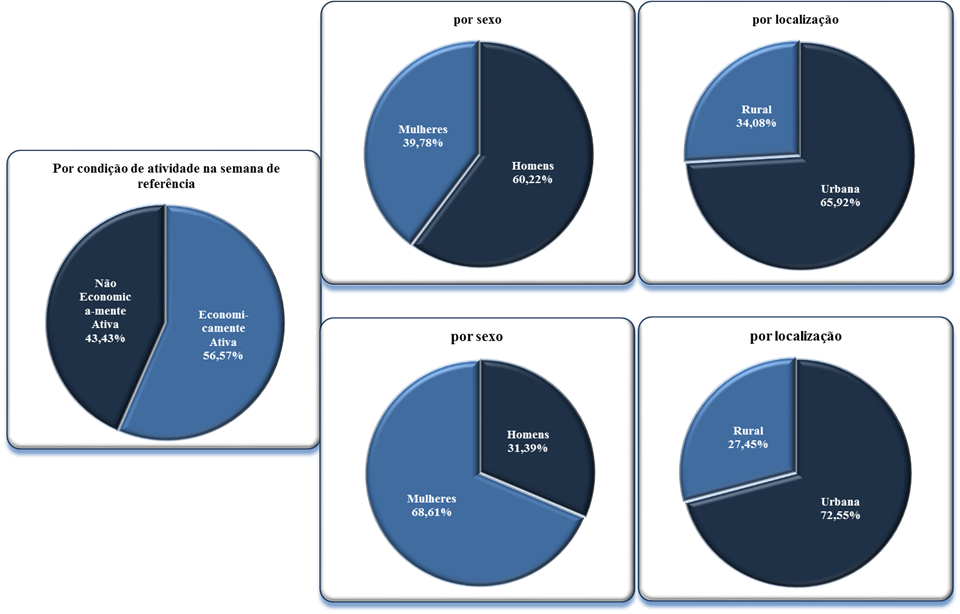 Por condição de atividade na semana de
referência
Não
Economic
a-mente
Ativa
43,43%
Economi-
camente
Ativa
56,57%
por sexo
Mulheres
39,78%
Homens
60,22%
por localização
Rural
34,08%
Urbana
65,92%
por sexo
Homens
31,39%
Mulheres
68,61%
por localização
Rural
27,45%
Urbana
72,55%